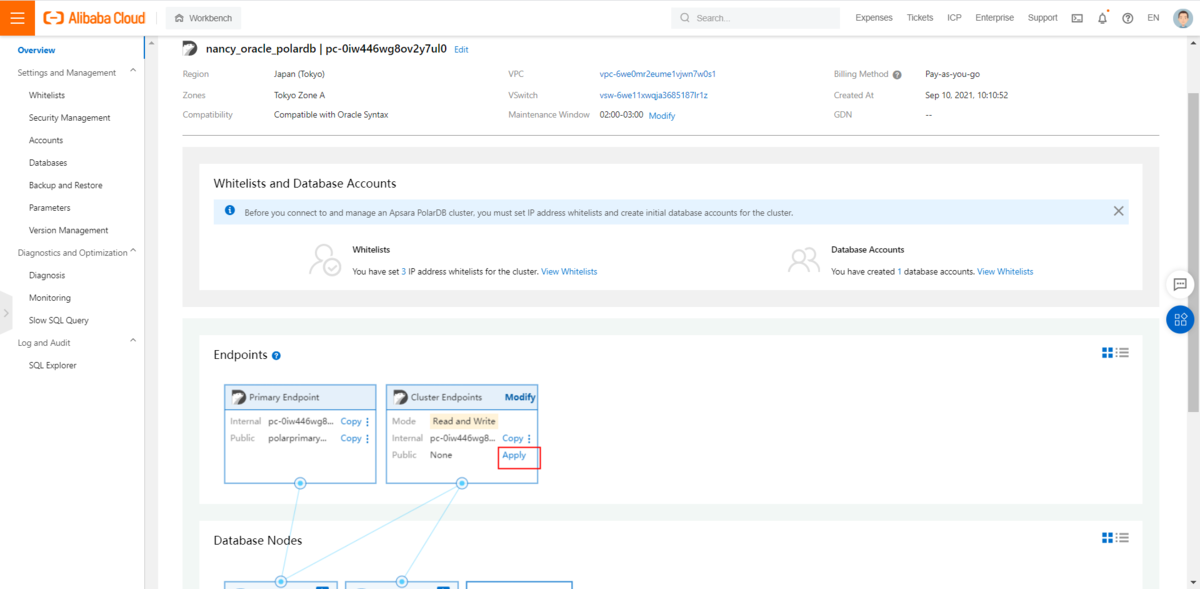 Alibaba Cloud
Workbench
Search...
Expenses Tickets ICP Enterprise Support EN
Overview
Settings and Management
Whitelists
Security Management
Accounts
Databases
Backup and Restore
Parameters
Version Management
Diagnostics and Optimization
Diagnosis
Monitoring
Slow SQL Query
Log and Audit
SQL Explorer
nancy_oracle_polardb | pc-0iw446wg8ov2y7ul0 Edit
Region Japan (Tokyo) VPC vpc-6we0mr2eume1vjwn7w0s1 Billing Method Pay-as-you-go
Zones Tokyo Zone A VSwitch vsw-6we11xwqja3685187lr1z Created At Sep 10, 2021, 10:10:52
Compatibility Compatible with Oracle Syntax Maintenance Window 02:00-03:00 Modify GDN --
Whitelists and Database Accounts
Before you connect to and manage an Apsara PolarDB cluster, you must set IP address whitelists and create initial database accounts for the cluster.
Whitelists
You have set 3 IP address whitelists for the cluster. View Whitelists
Database Accounts
You have created 1 database accounts. View Whitelists
Endpoints
Primary Endpoint
Internal pc-0iw446wg8... Copy
Public polarprimary... Copy
Cluster Endpoints Modify
Mode Read and Write
Internal pc-0iw446wg8... Copy
Public None Apply
Database Nodes